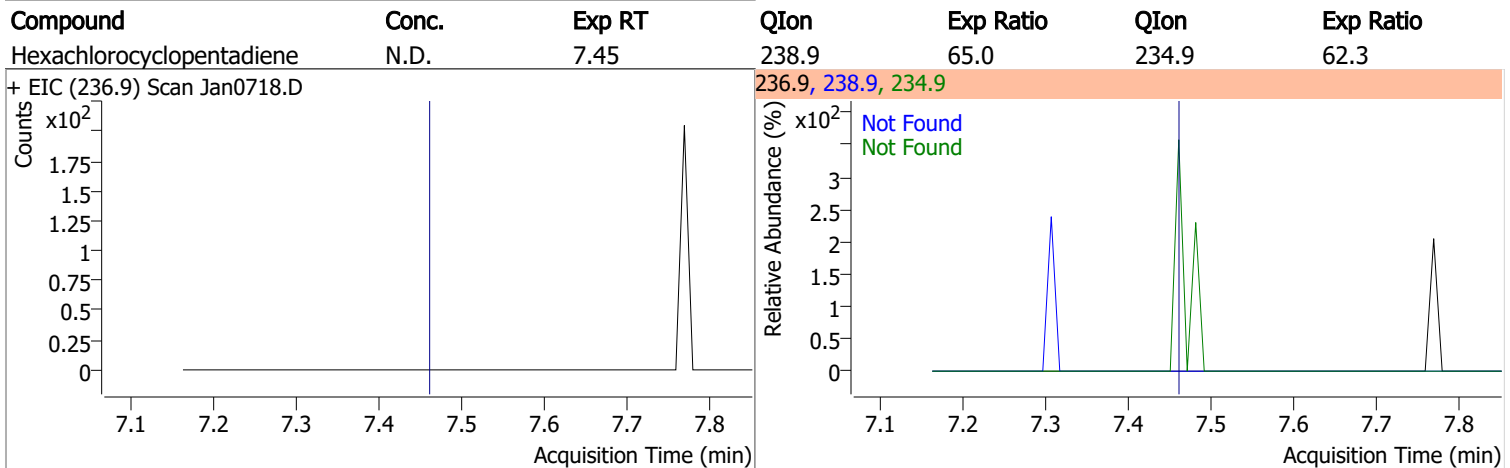 Compound Conc. Exp RT QIon Exp Ratio QIon Exp Ratio
Hexachlorocyclopentadiene N.D. 7.45 238.9 65.0 234.9 62.3
+ EIC (236.9) Scan Jan0718.D
Counts
x10²
1.75
1.5
1.25
1
0.75
0.5
0.25
0
7.1 7.2 7.3 7.4 7.5 7.6 7.7 7.8
Acquisition Time (min)
236.9, 238.9, 234.9
Relative Abundance (%)
x10²
Not Found
Not Found
3
2.5
2
1.5
1
0.5
0
7.1 7.2 7.3 7.4 7.5 7.6 7.7 7.8
Acquisition Time (min)